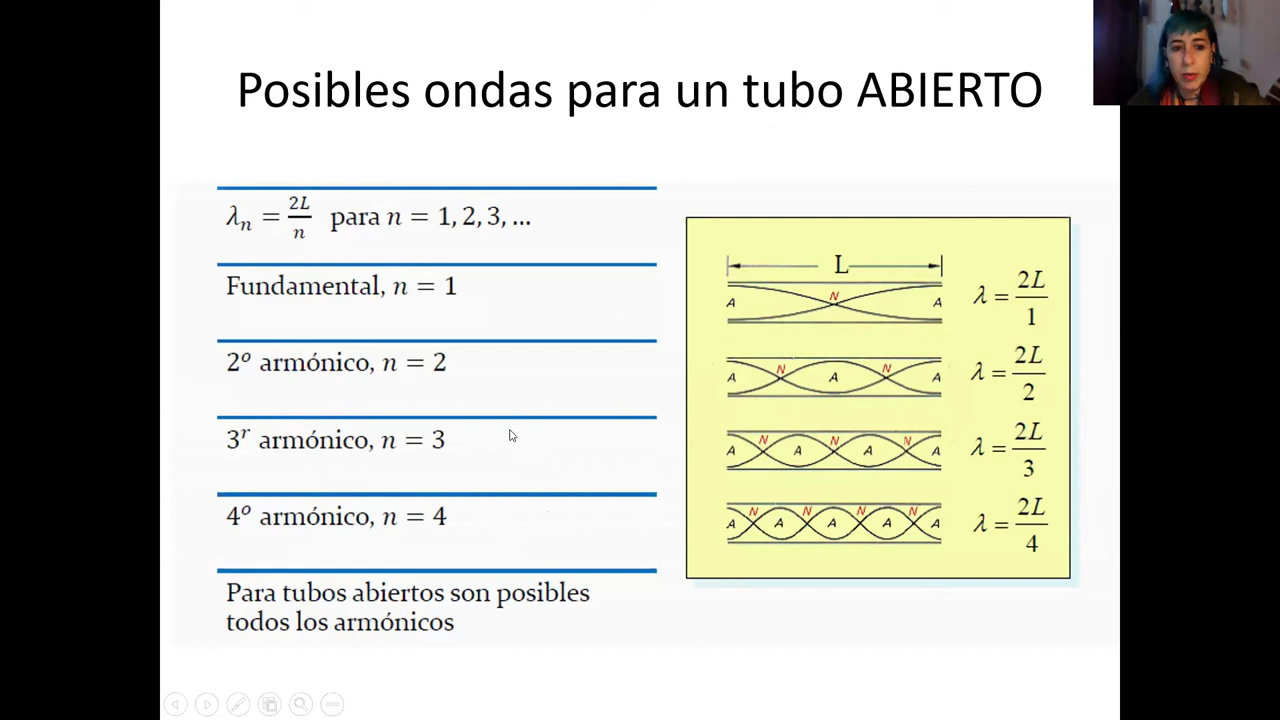 Posibles ondas para un tubo ABIERTO
λₙ = 2L/n para n = 1, 2, 3, ...
Fundamental, n = 1
2º armónico, n = 2
3ʳ armónico, n = 3
4º armónico, n = 4
Para tubos abiertos son posibles
todos los armónicos
L
A N A λ = 2L/1
A N A N A λ = 2L/2
A N A N A N A λ = 2L/3
A N A N A N A N A λ = 2L/4